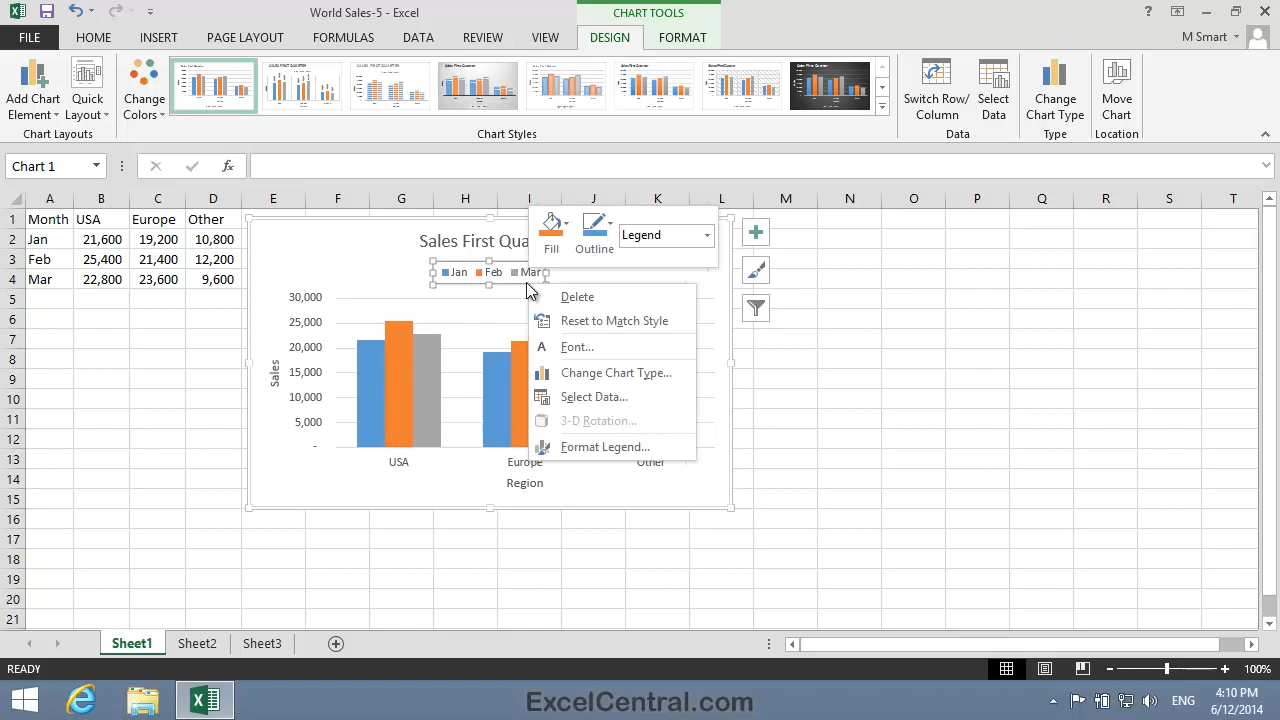 World Sales-5 - Excel
CHART TOOLS
FILE
HOME
INSERT
PAGE LAYOUT
FORMULAS
DATA
REVIEW
VIEW
DESIGN
FORMAT
M Smart
Add Chart
Element
Quick
Layout
Change
Colors
Switch Row/
Column
Select
Data
Change
Chart Type
Move
Chart
Chart Layouts
Chart Styles
Data
Type
Location
Chart 1
fx
A B C D E F G H I J K L M N O P Q R S T
1 Month USA Europe Other
2 Jan 21,600 19,200 10,800
3 Feb 25,400 21,400 12,200
4 Mar 22,800 23,600 9,600
5
6
7
8
9
10
11
12
13
14
15
16
17
18
19
20
21
Sales First Qua
Jan Feb Mar
30,000
25,000
20,000
15,000
10,000
5,000
-
Sales
USA
Europe
Other
Region
Fill
Outline
Legend
Delete
Reset to Match Style
A Font...
Change Chart Type...
Select Data...
3-D Rotation...
Format Legend...
Sheet1
Sheet2
Sheet3
READY
100%
ExcelCentral.com
ENG
4:10 PM
6/12/2014